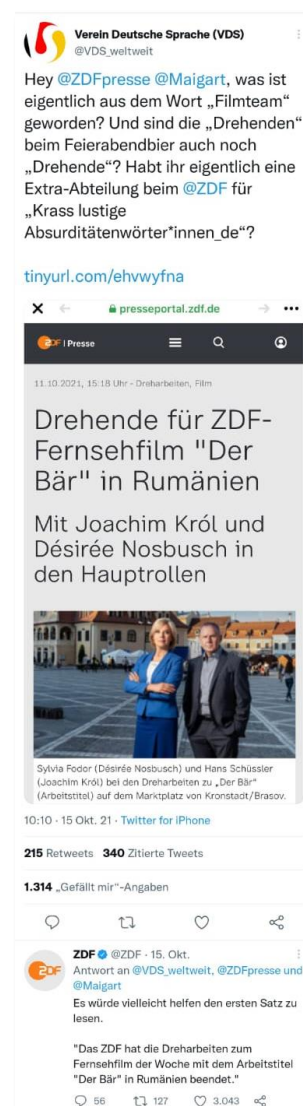 Verein Deutsche Sprache (VDS)
@VDS_weltweit
Hey @ZDFpresse @Maigart, was ist
eigentlich aus dem Wort „Filmteam“
geworden? Und sind die „Drehenden“
beim Feierabendbier auch noch
„Drehende“? Habt ihr eigentlich eine
Extra-Abteilung beim @ZDF für
„Krass lustige
Absurditätenwörter*innen_de“?
tinyurl.com/ehvwyfna
presseportal.zdf.de
ZDF | Presse
11.10.2021, 15:18 Uhr - Dreharbeiten, Film
Drehende für ZDF-
Fernsehfilm "Der
Bär" in Rumänien
Mit Joachim Król und
Désirée Nosbusch in
den Hauptrollen
Sylvia Fodor (Désirée Nosbusch) und Hans Schüssler
(Joachim Król) bei den Dreharbeiten zu „Der Bär“
(Arbeitstitel) auf dem Marktplatz von Kronstadt/Brasov.
10:10 · 15 Okt. 21 · Twitter for iPhone
215 Retweets 340 Zitierte Tweets
1.314 „Gefällt mir“-Angaben
ZDF
ZDF @ZDF · 15. Okt.
Antwort an @VDS_weltweit, @ZDFpresse und
@Maigart
Es würde vielleicht helfen den ersten Satz zu
lesen.
"Das ZDF hat die Dreharbeiten zum
Fernsehfilm der Woche mit dem Arbeitstitel
"Der Bär" in Rumänien beendet."
56 127 3.043